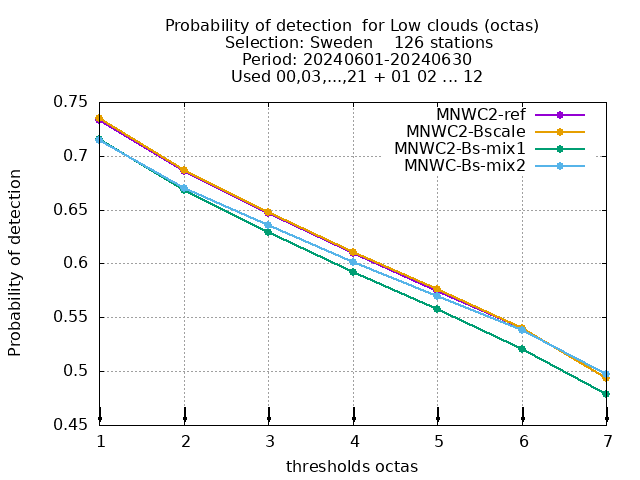 Probability of detection  for Low clouds (octas)
Selection: Sweden    126 stations
Period: 20240601-20240630
Used 00,03,...,21 + 01 02 ... 12
MNWC2-ref
MNWC2-Bscale
MNWC2-Bs-mix1
MNWC-Bs-mix2
Probability of detection
0.75
0.7
0.65
0.6
0.55
0.5
0.45
1 2 3 4 5 6 7
thresholds octas